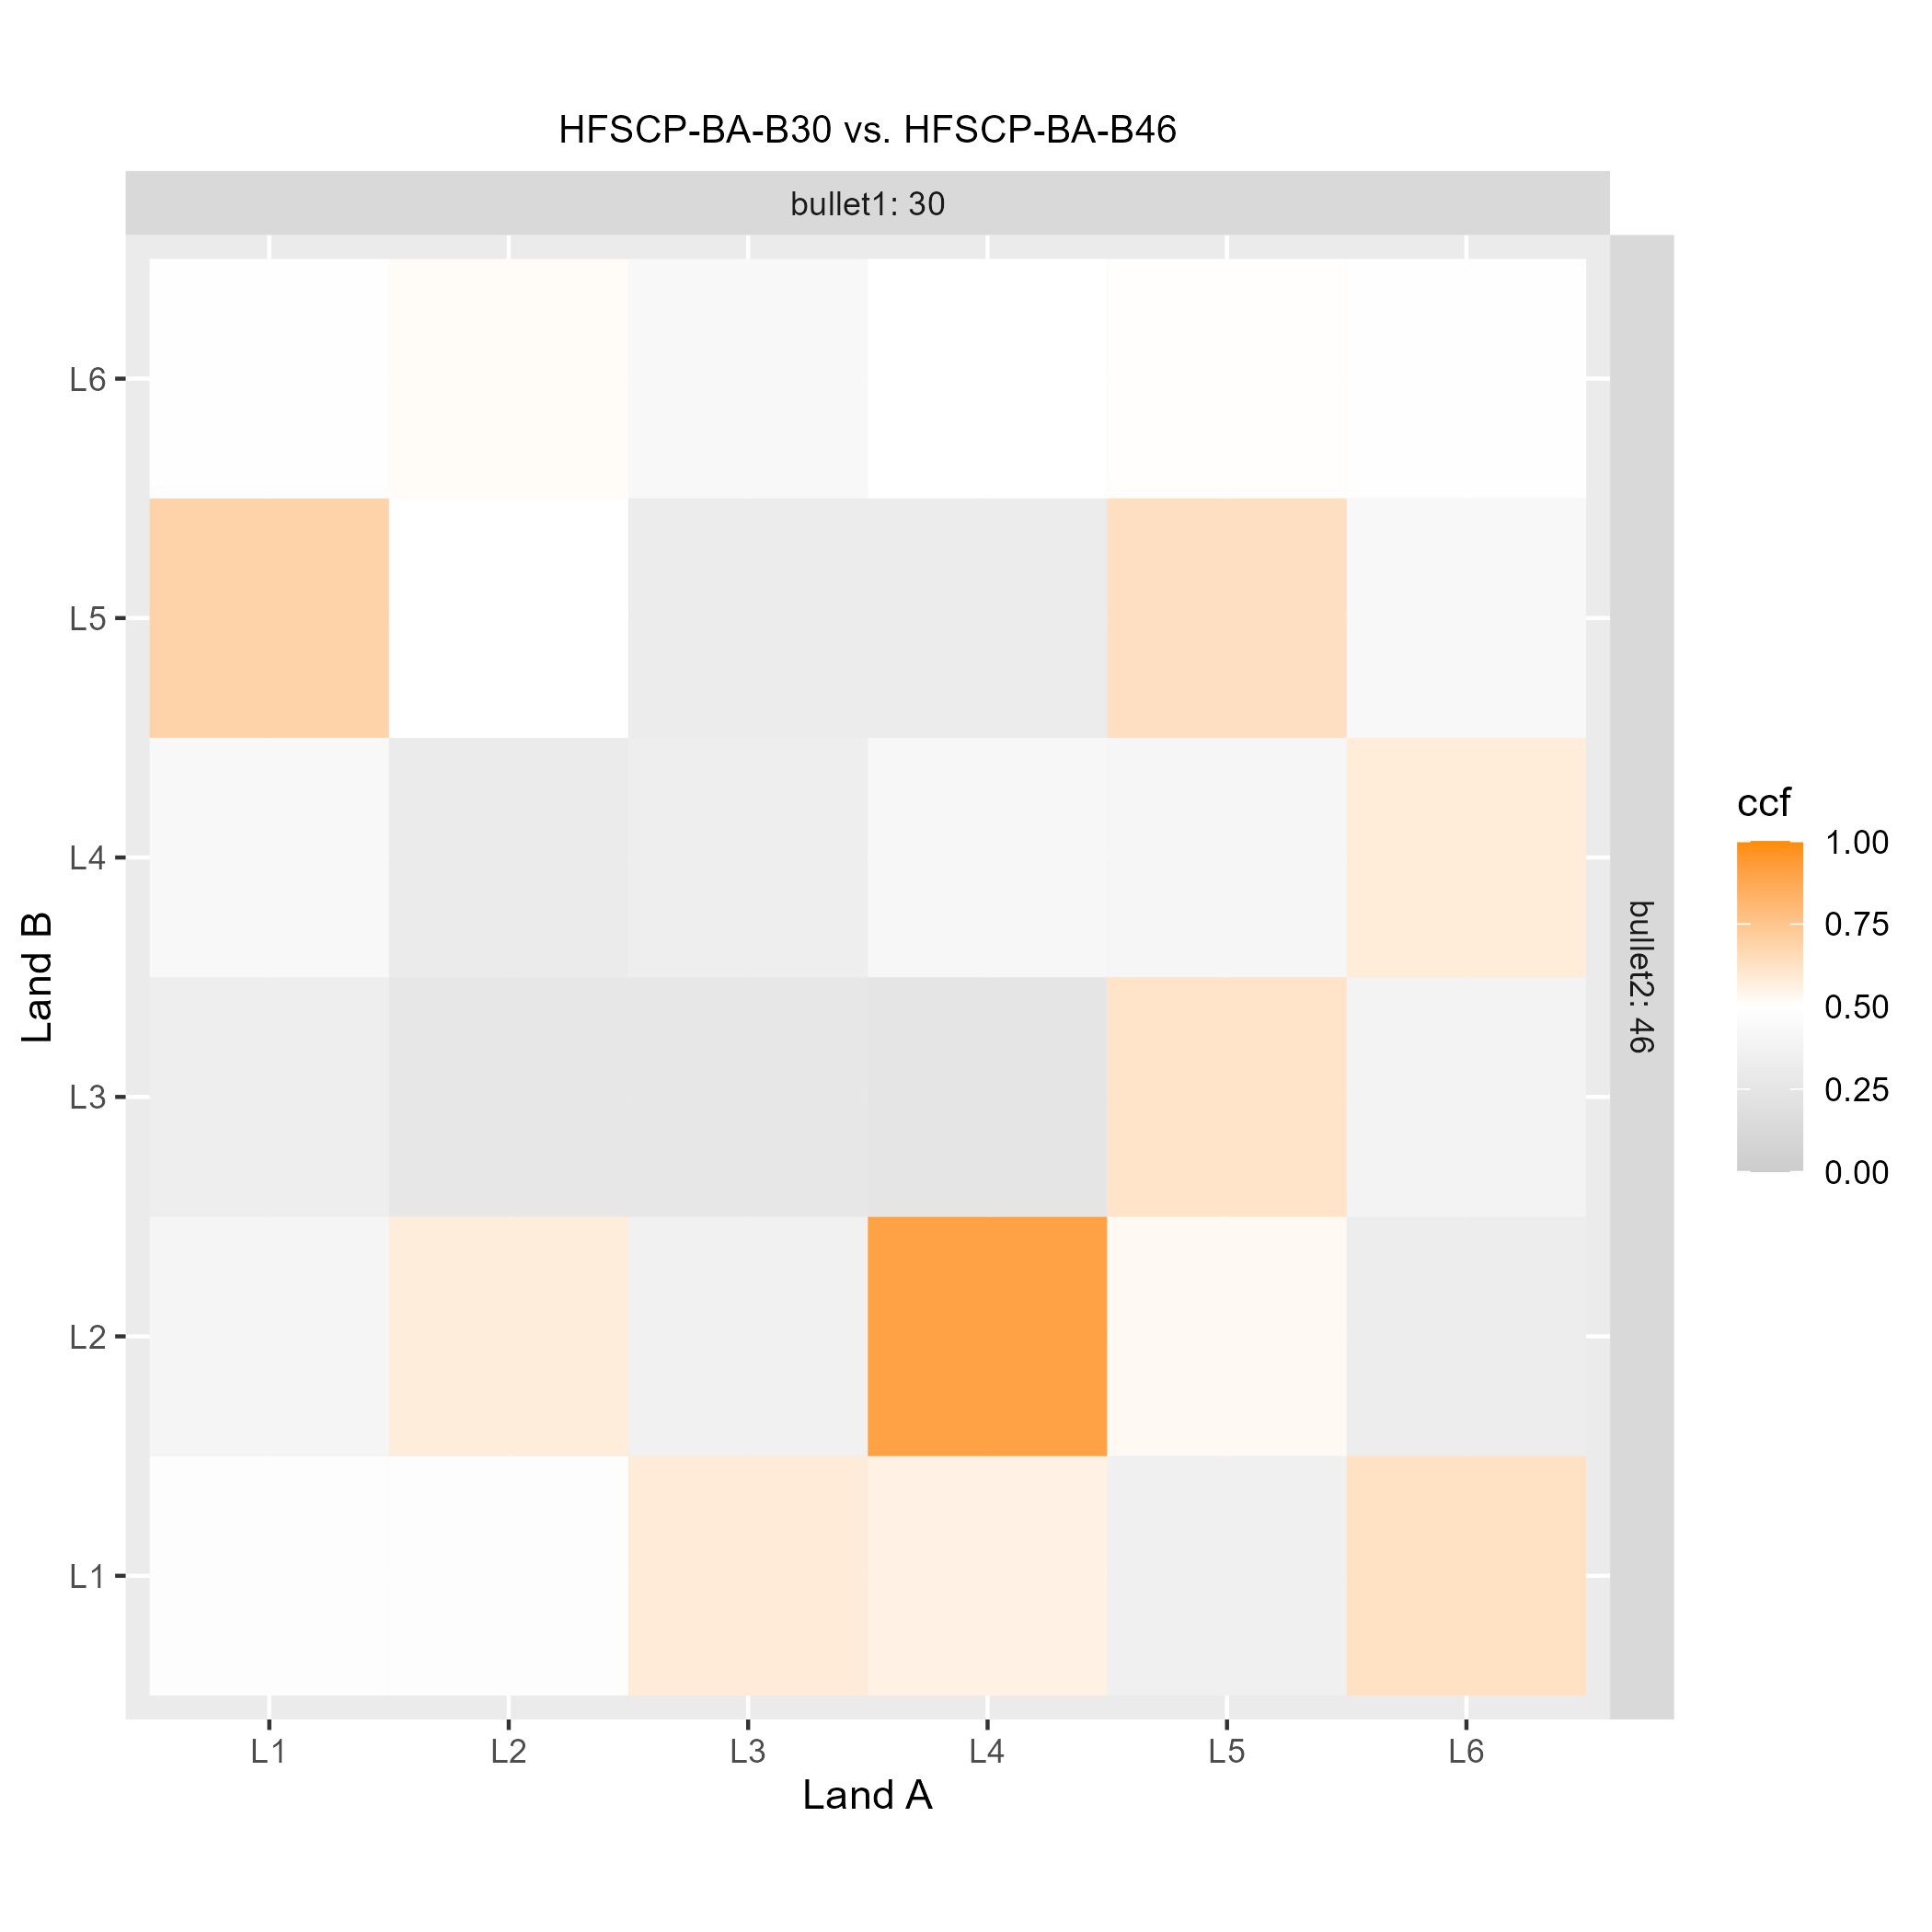 HFSCP-BA-B30 vs. HFSCP-BA-B46
bullet1: 30
L6
L5
L4
L3
L2
L1
Land B
bullet2: 46
L1 L2 L3 L4 L5 L6
Land A
ccf
1.00
0.75
0.50
0.25
0.00